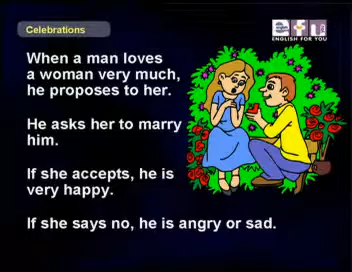 Celebrations
efu
ENGLISH FOR YOU
When a man loves
a woman very much,
he proposes to her.
He asks her to marry
him.
If she accepts, he is
very happy.
If she says no, he is angry or sad.